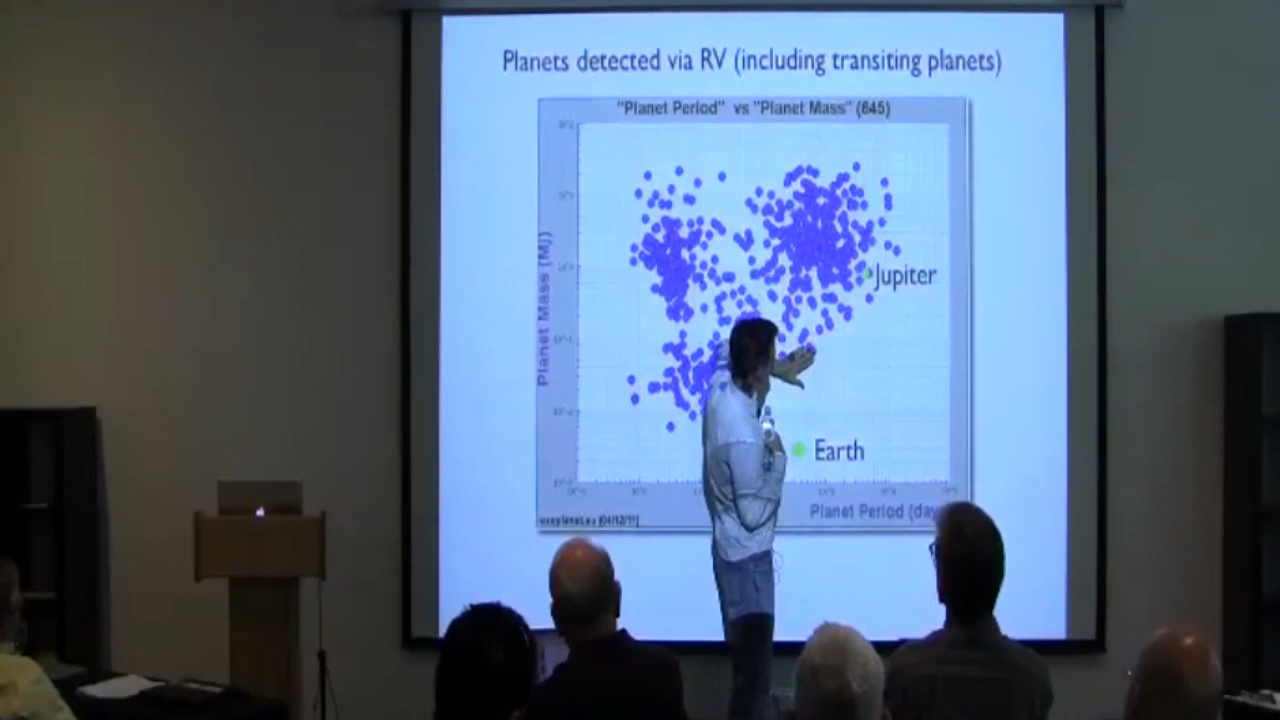 Planets detected via RV (including transiting planets)
"Planet Period" vs "Planet Mass" (645)
Planet Mass (Mj)
Jupiter
Earth
Planet Period (day